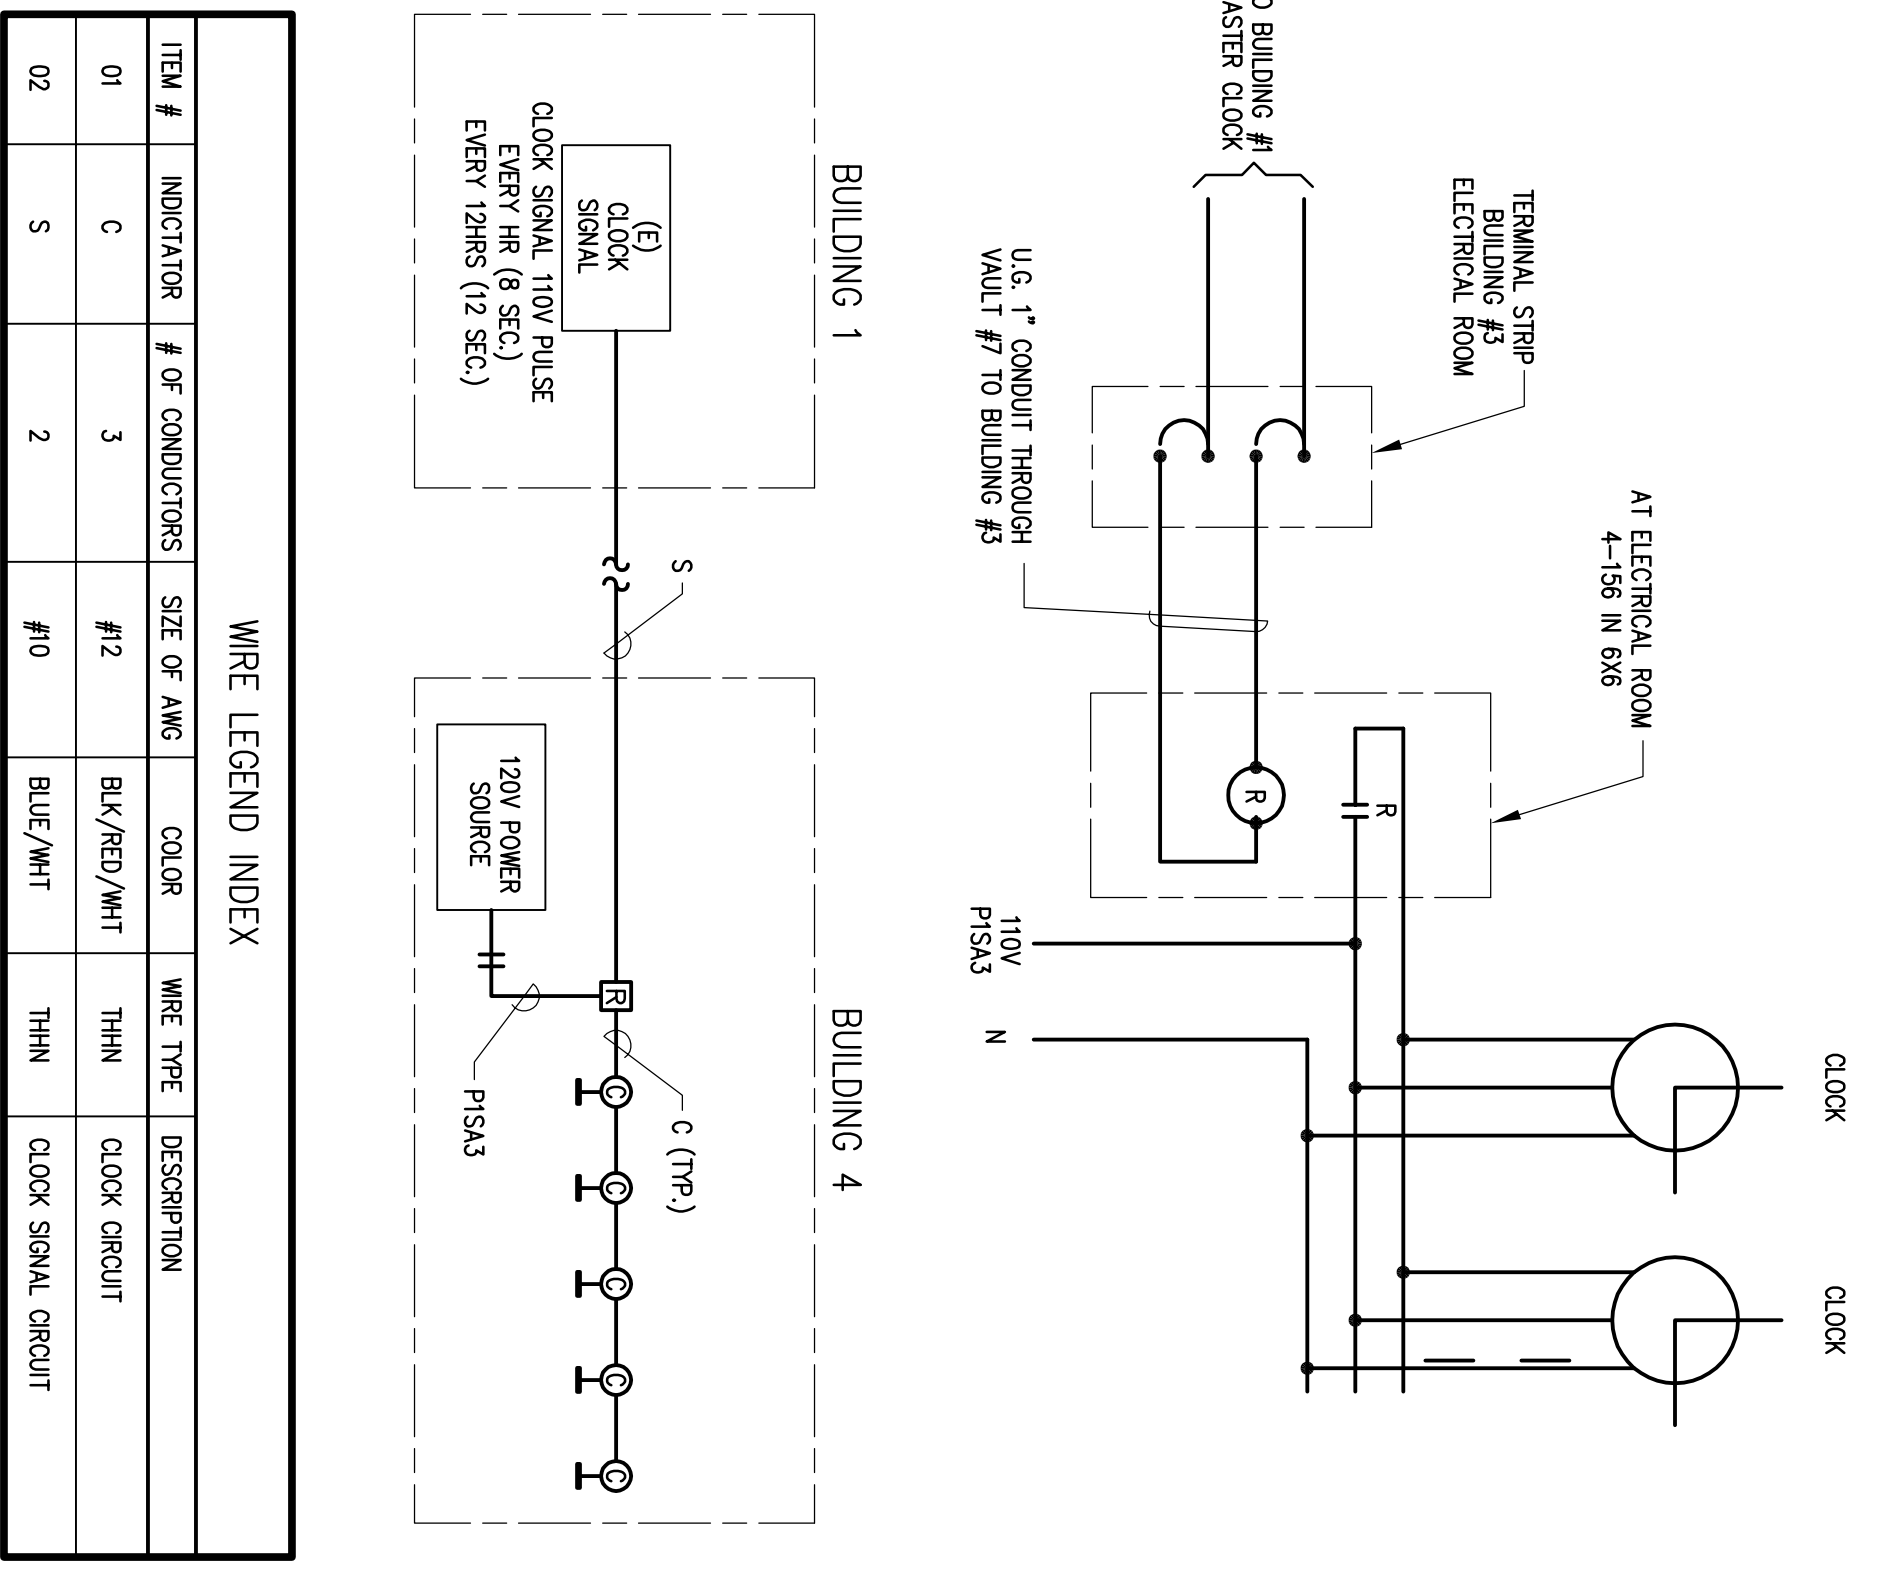 CLOCK
CLOCK
AT ELECTRICAL ROOM
4-156 IN 6X6
TERMINAL STRIP
BUILDING #3
ELECTRICAL ROOM
BUILDING #1
CLOCK
R
R
U.G. 1" CONDUIT THROUGH
VAULT #7 TO BUILDING #3
110V
P1SA3
N
BUILDING 1
(E)
CLOCK
SIGNAL
CLOCK SIGNAL 110V PULSE
EVERY HR (8 SEC.)
EVERY 12HRS (12 SEC.)
S
BUILDING 4
C (TYP.)
R
C
C
C
C
C
120V POWER
SOURCE
P1SA3
WIRE LEGEND INDEX
ITEM # INDICTATOR # OF CONDUCTORS SIZE OF AWG COLOR WIRE TYPE DESCRIPTION
01 C 3 #12 BLK/RED/WHT THHN CLOCK CIRCUIT
02 S 2 #10 BLUE/WHT THHN CLOCK SIGNAL CIRCUIT